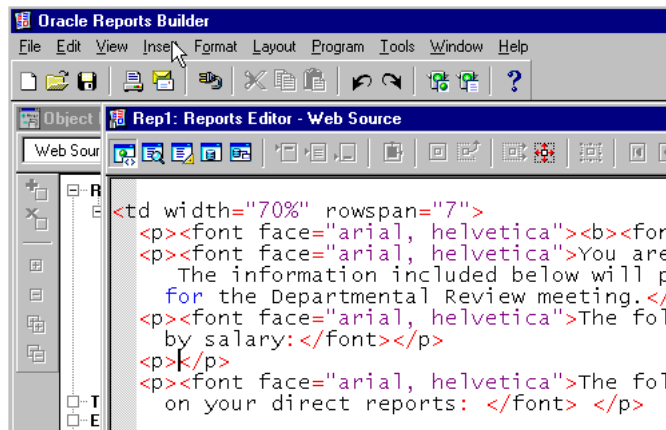 Oracle Reports Builder
File Edit View Insert Format Layout Program Tools Window Help
Object
Rep1: Reports Editor - Web Source
Web Sour
R
<td width="70%" rowspan="7">
<p><font face="arial, helvetica"><b><fon
<p><font face="arial, helvetica">You are
The information included below will p
for the Departmental Review meeting.</
<p><font face="arial, helvetica">The fol
by salary:</font></p>
<p></p>
<p><font face="arial, helvetica">The fol
T
on your direct reports: </font> </p>
E